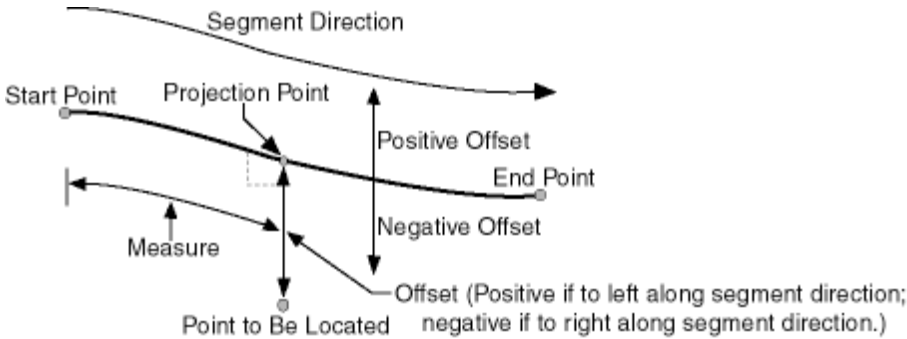 Segment Direction
Start Point
Projection Point
Positive Offset
End Point
Negative Offset
Measure
Offset (Positive if to left along segment direction;
negative if to right along segment direction.)
Point to Be Located